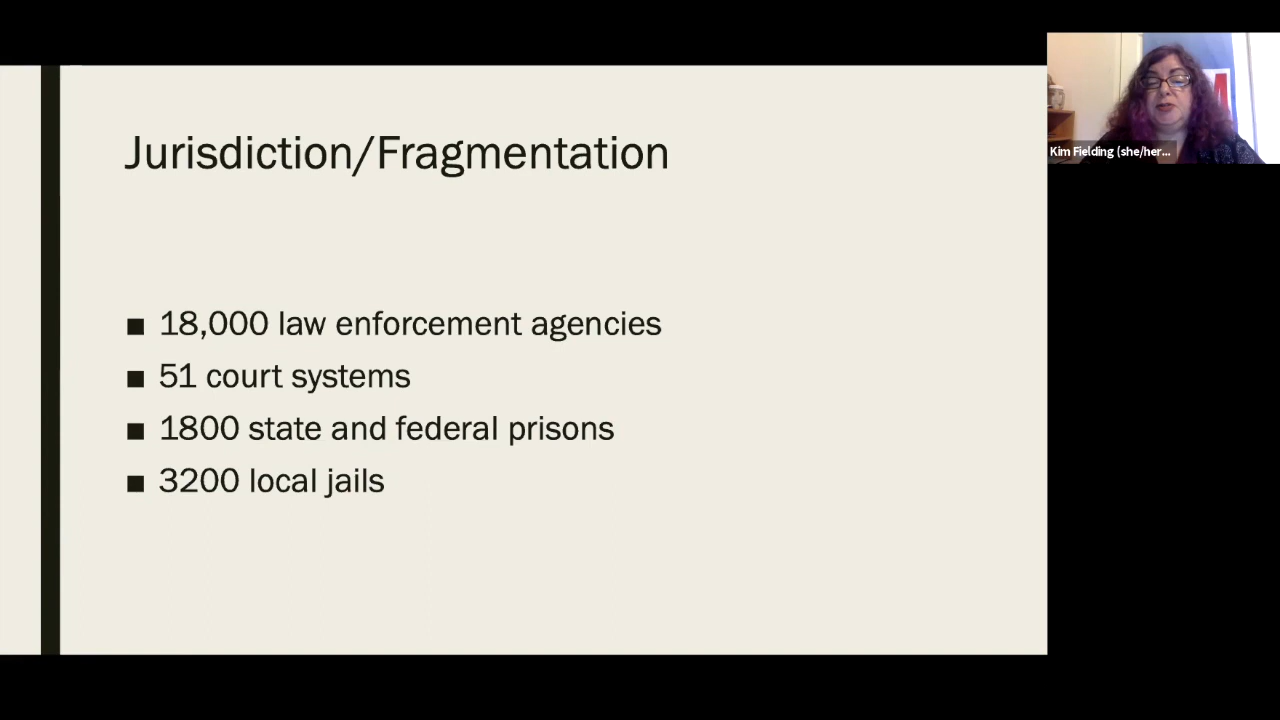 Jurisdiction/Fragmentation
18,000 law enforcement agencies
51 court systems
1800 state and federal prisons
3200 local jails
Kim Fielding (she/her...